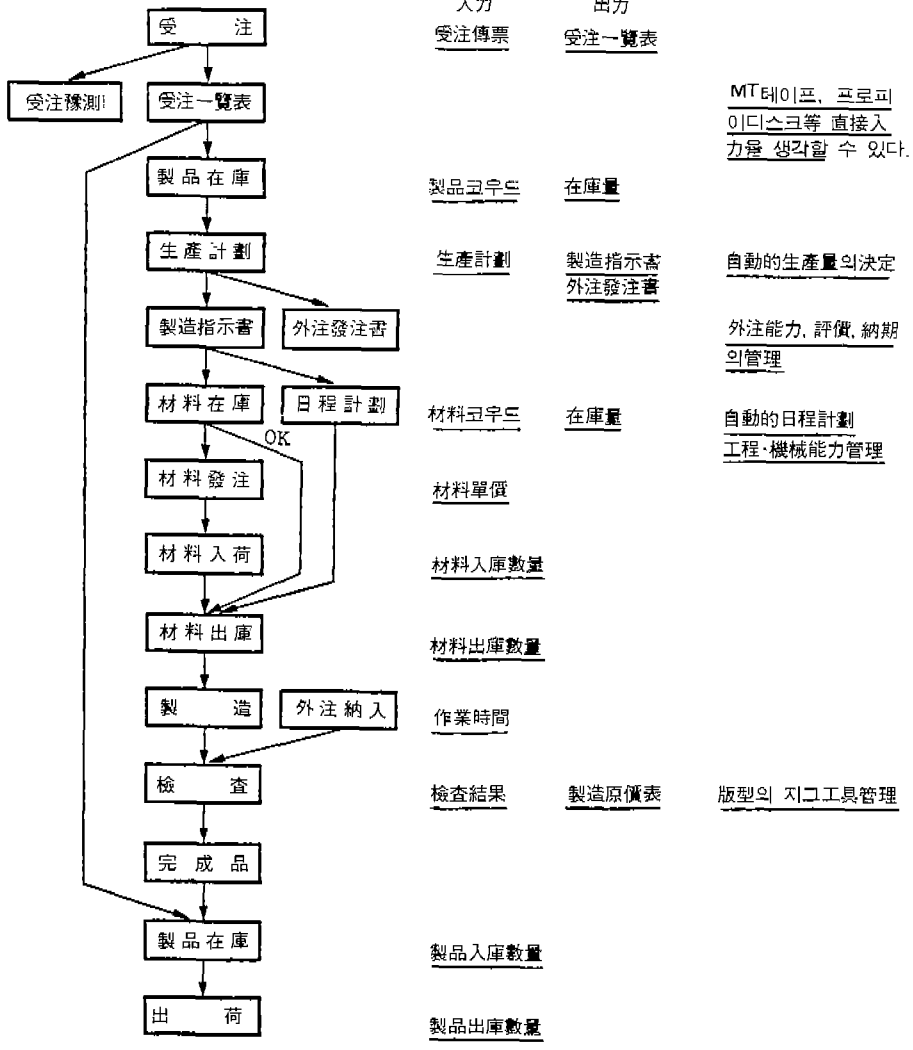 入力 出力
受 注 受注傳票 受注一覽表
受注豫測 受注一覽表 MT테이프, 프로피
이디스크等 直接入
力을 생각할 수 있다.
製品在庫 製品코우드 在庫量
生產計劃 生產計劃 製造指示書 自動的生產量의決定
外注發注書
製造指示書 外注發注書 外注能力, 評價, 納期
의管理
材料在庫 日程計劃 材料코우드 在庫量 自動的日程計劃
OK 工程·機械能力管理
材料發注 材料單價
材料入荷 材料入庫數量
材料出庫 材料出庫數量
製 造 外注納入 作業時間
檢 査 檢査結果 製造原價表 版型의 지그工具管理
完成品
製品在庫 製品入庫數量
出 荷 製品出庫數量